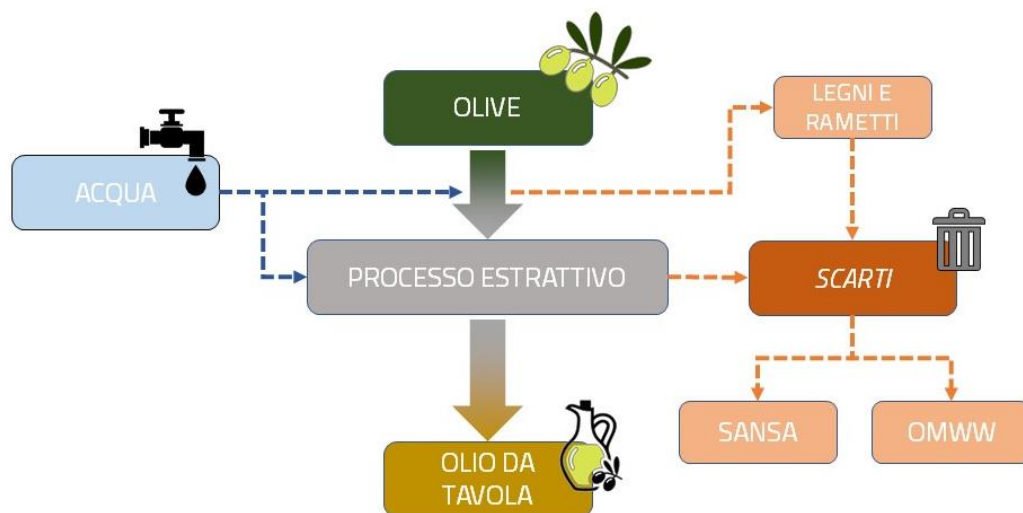 OLIVE
LEGNI E
RAMETTI
ACQUA
PROCESSO ESTRATTIVO
SCARTI
SANSA
OMWW
OLIO DA
TAVOLA